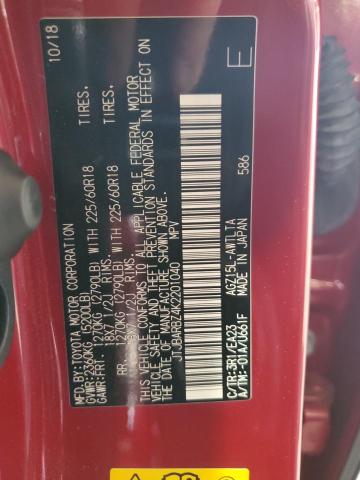 MFD.BY:TOYOTA MOTOR CORPORATION 10/18
GVWR:2360KG (5200LB)
GAWR:FRT. 1270KG (2790LB) WITH 225/60R18 TIRES.
18X7 1/2J RIMS.
RR. 1270KG (2790LB) WITH 225/60R18 TIRES.
18X7 1/2J RIMS.
THIS VEHICLE CONFORMS TO ALL APPLICABLE FEDERAL MOTOR
VEHICLE SAFETY, BUMPER, AND THEFT PREVENTION STANDARDS IN EFFECT ON
THE DATE OF MANUFACTURE SHOWN ABOVE.
JTJBARBZ4K2201040
MPV E
C/TR:3R1/EA23 AGZ15L-AWTLTA
A/TM:-01A/U661F MADE IN JAPAN 586